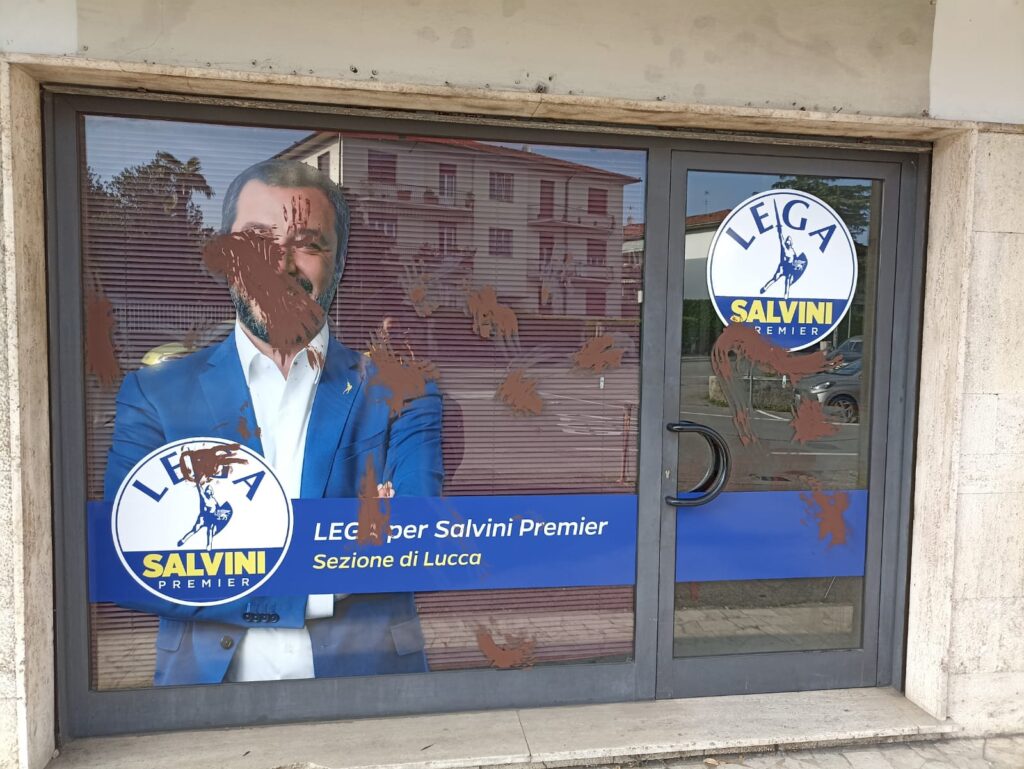 LEGA
SALVINI
PREMIER
LEGA per Salvini Premier
Sezione di Lucca
LEGA
SALVINI
PREMIER